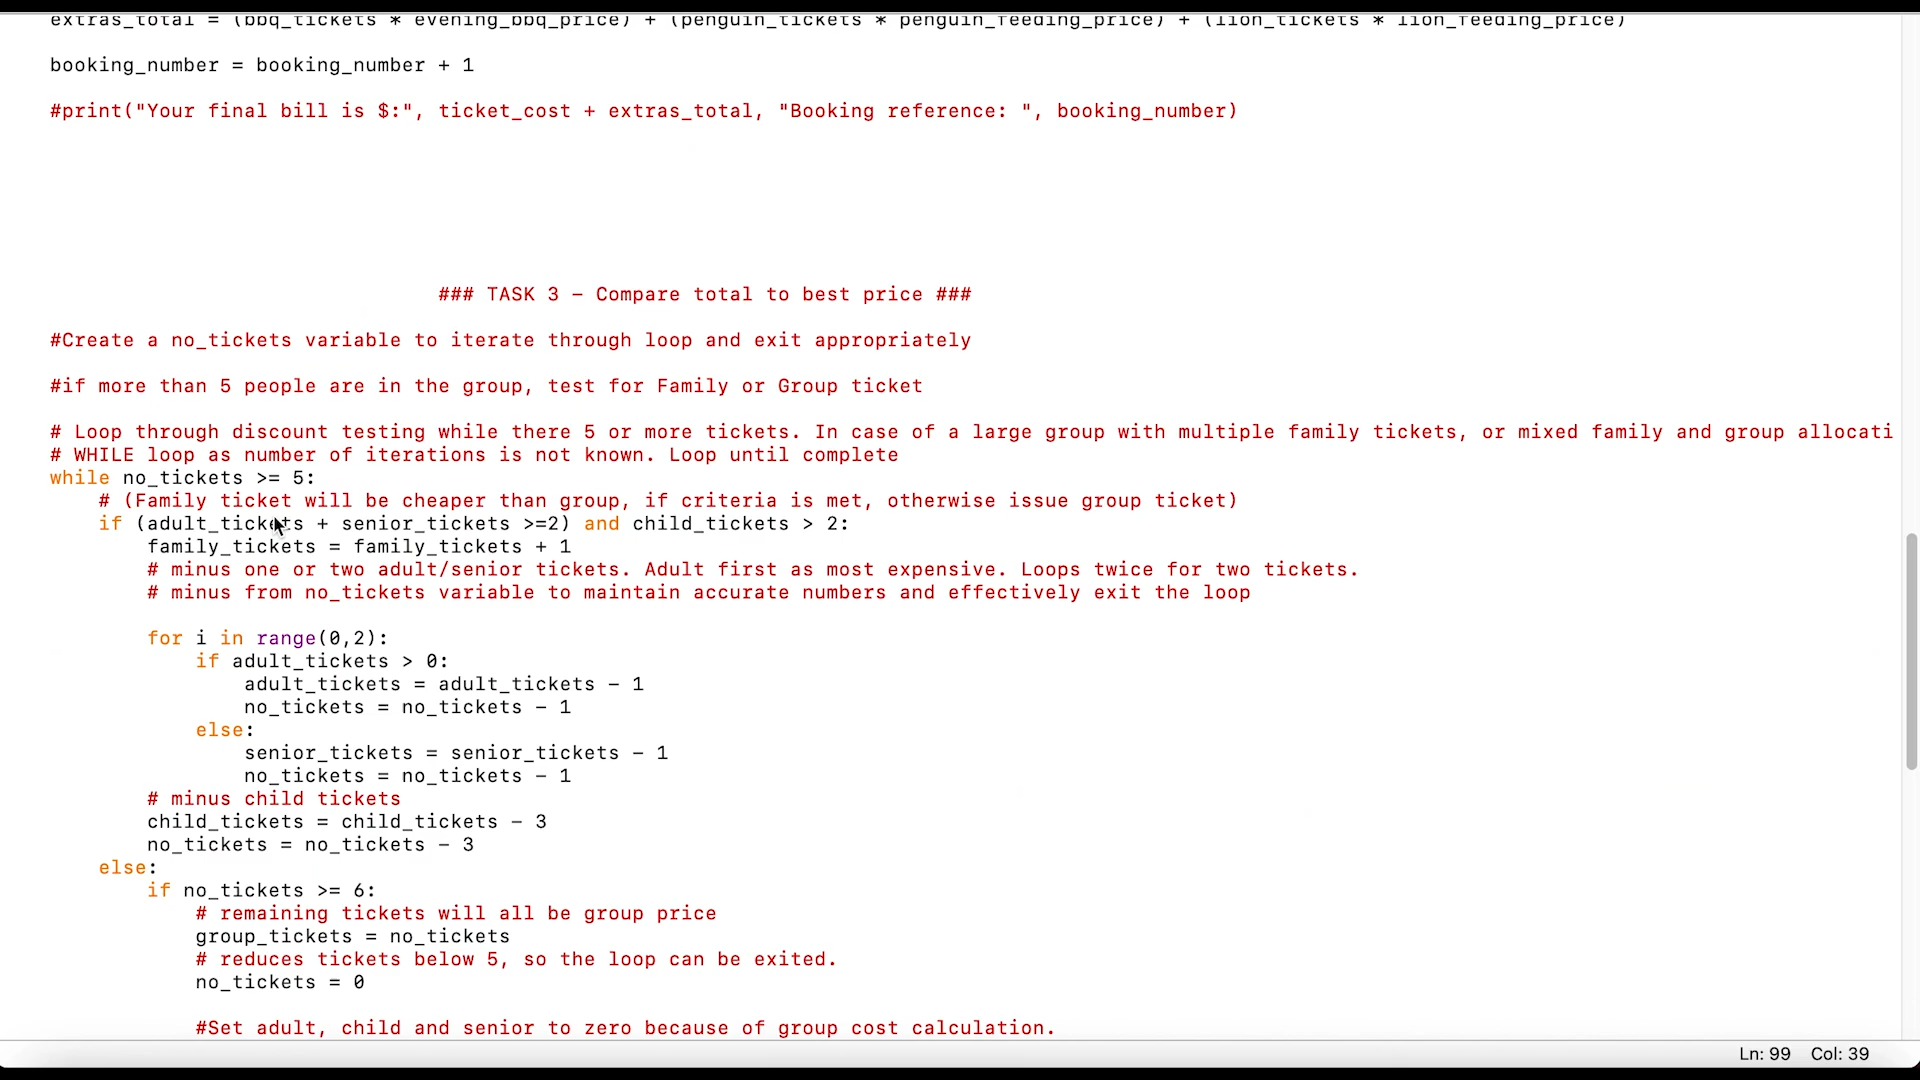 extras_total = (bbq_tickets * evening_bbq_price) + (penguin_tickets * penguin_feeding_price) + (lion_tickets * lion_feeding_price)
booking_number = booking_number + 1
#print("Your final bill is $:", ticket_cost + extras_total, "Booking reference: ", booking_number)
### TASK 3 – Compare total to best price ###
#Create a no_tickets variable to iterate through loop and exit appropriately
#if more than 5 people are in the group, test for Family or Group ticket
# Loop through discount testing while there 5 or more tickets. In case of a large group with multiple family tickets, or mixed family and group allocati
# WHILE loop as number of iterations is not known. Loop until complete
while no_tickets >= 5:
# (Family ticket will be cheaper than group, if criteria is met, otherwise issue group ticket)
if (adult_tickets + senior_tickets >=2) and child_tickets > 2:
family_tickets = family_tickets + 1
# minus one or two adult/senior tickets. Adult first as most expensive. Loops twice for two tickets.
# minus from no_tickets variable to maintain accurate numbers and effectively exit the loop
for i in range(0,2):
if adult_tickets > 0:
adult_tickets = adult_tickets – 1
no_tickets = no_tickets – 1
else:
senior_tickets = senior_tickets – 1
no_tickets = no_tickets – 1
# minus child tickets
child_tickets = child_tickets – 3
no_tickets = no_tickets – 3
else:
if no_tickets >= 6:
# remaining tickets will all be group price
group_tickets = no_tickets
# reduces tickets below 5, so the loop can be exited.
no_tickets = 0
#Set adult, child and senior to zero because of group cost calculation.
Ln: 99 Col: 39